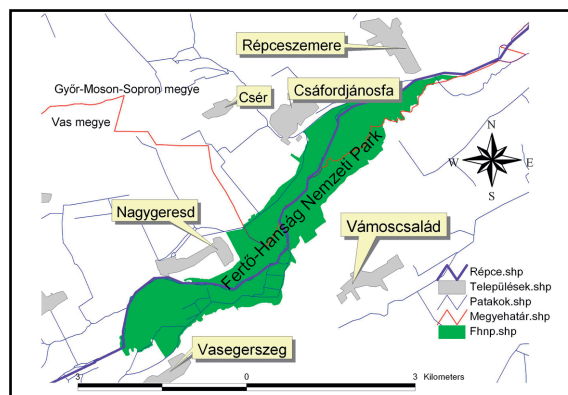 Répceszemere
Győr-Moson-Sopron megye
Csér
Csáfordjánosfa
Vas megye
N
W
E
S
Fertő-Hanság Nemzeti Park
Nagygeresd
Vámoscsalád
Répce.shp
Települések.shp
Patakok.shp
Megyehatár.shp
Fhnp.shp
Vasegerszeg
3 0 3 Kilometers